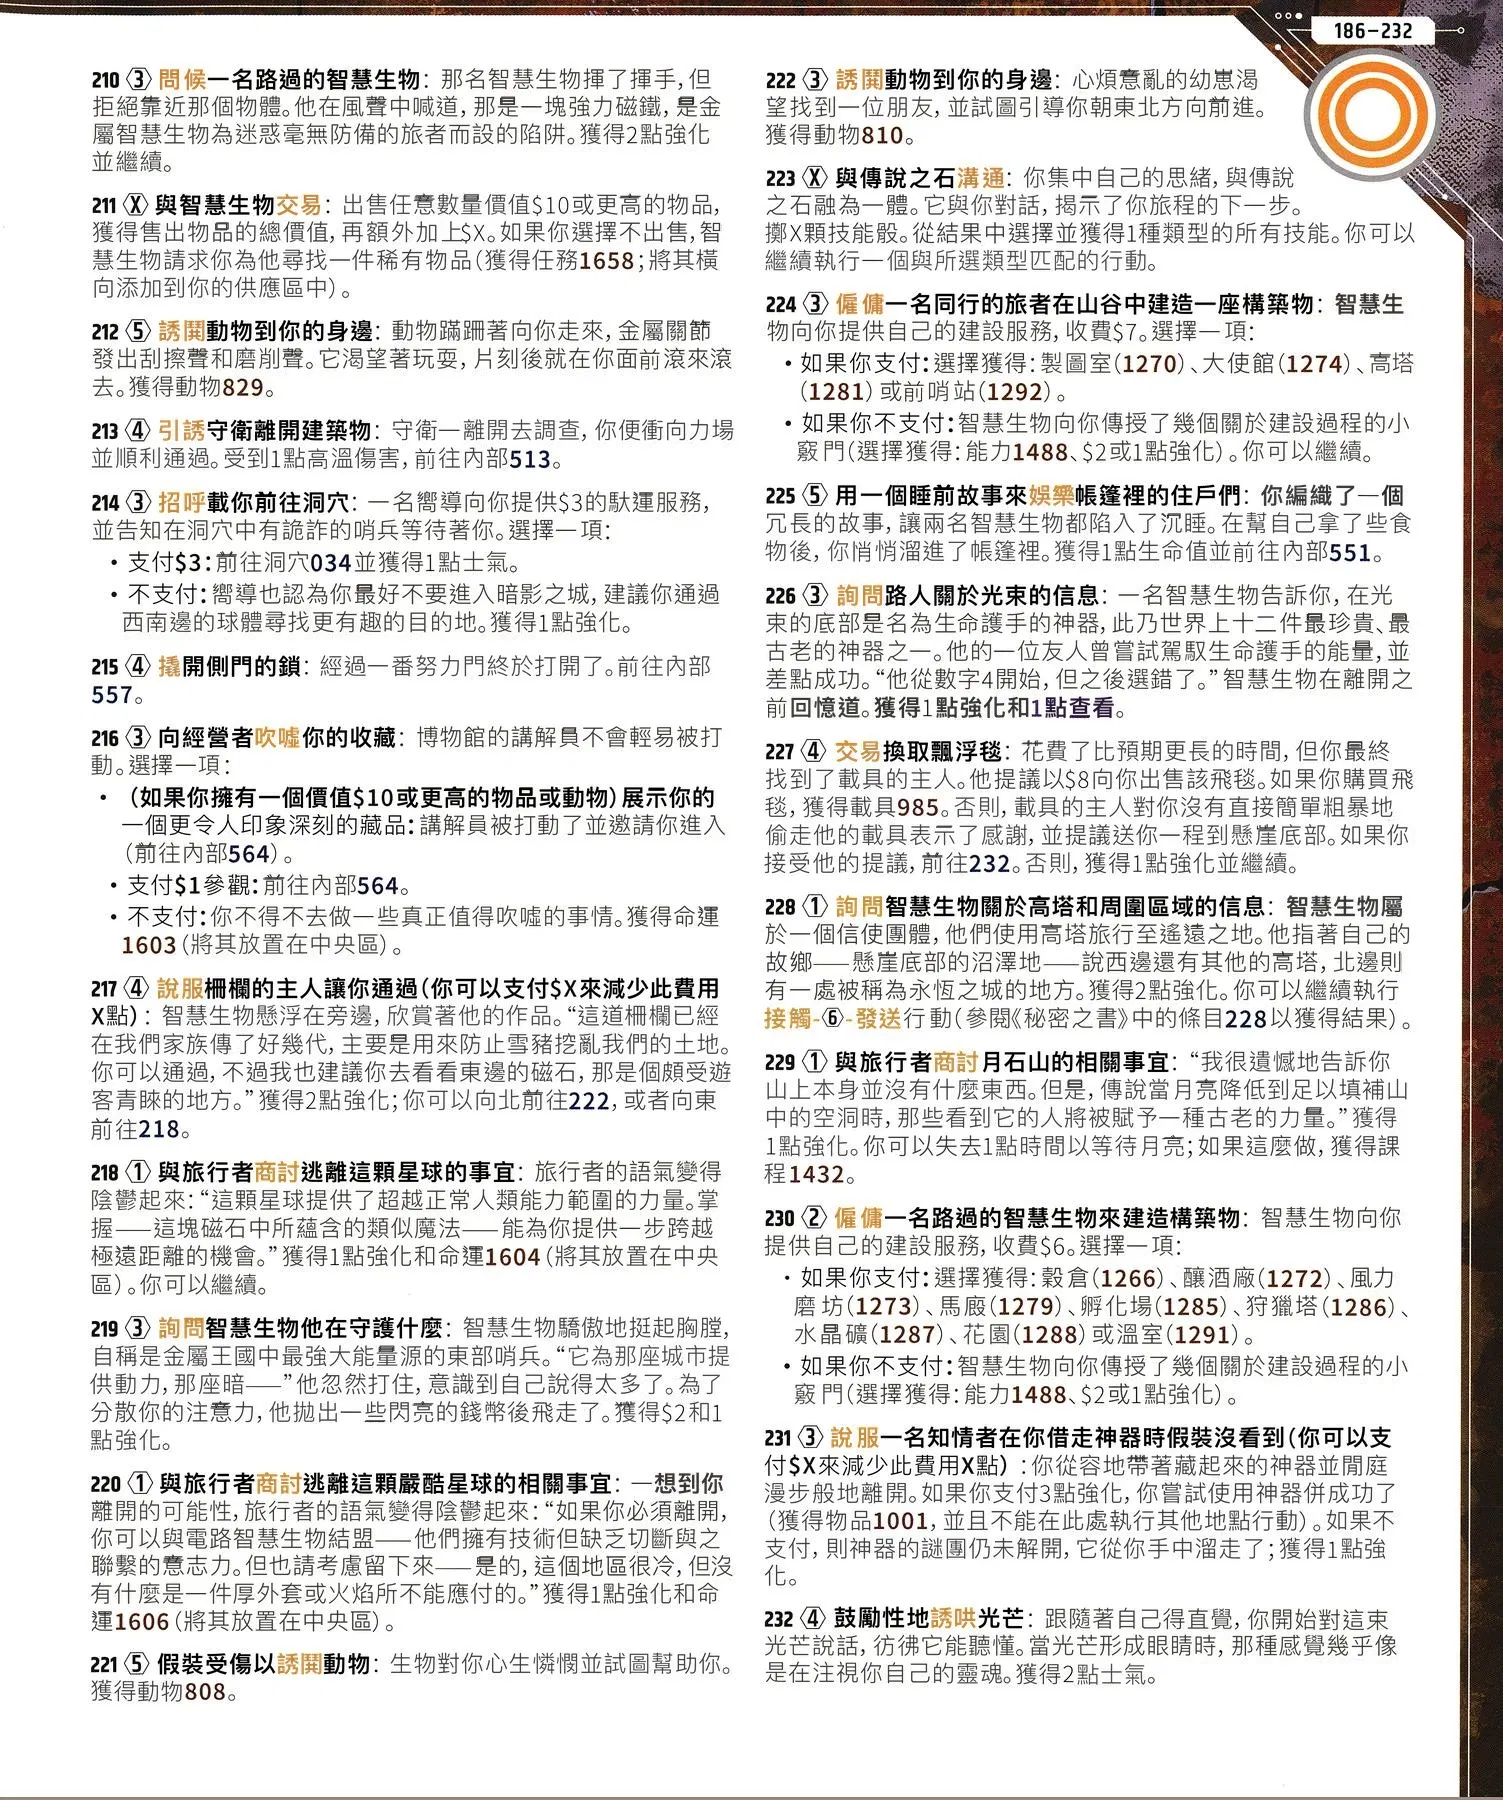 186–232
210 ③ 問候一名路過的智慧生物：那名智慧生物揮了揮手，但
拒絕靠近那個物體。他在風聲中喊道，那是一塊強力磁鐵，是金
屬智慧生物為迷惑毫無防備的旅者而設的陷阱。獲得2點強化
並繼續。
211 Ⓧ 與智慧生物交易：出售任意數量價值$10或更高的物品，
獲得售出物品的總價值，再額外加上$X。如果你選擇不出售，智
慧生物請求你為他尋找一件稀有物品（獲得任務1658；將其橫
向添加到你的供應區中）。
212 ⑤ 誘鬨動物到你的身邊：動物蹣跚著向你走來，金屬關節
發出刮擦聲和磨削聲。它渴望著玩耍，片刻後就在你面前滾來滾
去。獲得動物829。
213 ④ 引誘守衛離開建築物：守衛一離開去調查，你便衝向力場
並順利通過。受到1點高溫傷害，前往內部513。
214 ③ 招呼載你前往洞穴：一名嚮導向你提供$3的馱運服務，
並告知在洞穴中有詭詐的哨兵等待著你。選擇一項：
・支付$3：前往洞穴034並獲得1點士氣。
・不支付：嚮導也認為你最好不要進入暗影之城，建議你通過
西南邊的球體尋找更有趣的目的地。獲得1點強化。
215 ④ 撬開側門的鎖：經過一番努力門終於打開了。前往內部
557。
216 ③ 向經營者吹噓你的收藏：博物館的講解員不會輕易被打
動。選擇一項：
・（如果你擁有一個價值$10或更高的物品或動物）展示你的
一個更令人印象深刻的藏品：講解員被打動了並邀請你進入
（前往內部564）。
・支付$1參觀：前往內部564。
・不支付：你不得不去做一些真正值得吹噓的事情。獲得命運
1603（將其放置在中央區）。
217 ④ 說服柵欄的主人讓你通過（你可以支付$X來減少此費用
X點）：智慧生物懸浮在旁邊，欣賞著他的作品。“這道柵欄已經
在我們家族傳了好幾代，主要是用來防止雪豬挖亂我們的土地。
你可以通過，不過我也建議你去看看東邊的磁石，那是個頗受遊
客青睞的地方。”獲得2點強化；你可以向北前往222，或者向東
前往218。
218 ① 與旅行者商討逃離這顆星球的事宜：旅行者的語氣變得
陰鬱起來：“這顆星球提供了超越正常人類能力範圍的力量。掌
握——這塊磁石中所蘊含的類似魔法——能為你提供一步跨越
極遠距離的機會。”獲得1點強化和命運1604（將其放置在中央
區）。你可以繼續。
219 ③ 詢問智慧生物他在守護什麼：智慧生物驕傲地挺起胸膛，
自稱是金屬王國中最強大能量源的東部哨兵。“它為那座城市提
供動力，那座暗——”他忽然打住，意識到自己說得太多了。為了
分散你的注意力，他拋出一些閃亮的錢幣後飛走了。獲得$2和1
點強化。
220 ① 與旅行者商討逃離這顆嚴酷星球的相關事宜：一想到你
離開的可能性，旅行者的語氣變得陰鬱起來：“如果你必須離開，
你可以與電路智慧生物結盟——他們擁有技術但缺乏切斷與之
聯繫的意志力。但也請考慮留下來——是的，這個地區很冷，但沒
有什麼是一件厚外套或火焰所不能應付的。”獲得1點強化和命
運1606（將其放置在中央區）。
221 ⑤ 假裝受傷以誘鬨動物：生物對你心生憐憫並試圖幫助你。
獲得動物808。
222 ③ 誘鬨動物到你的身邊：心煩意亂的幼崽渴
望找到一位朋友，並試圖引導你朝東北方向前進。
獲得動物810。
223 Ⓧ 與傳說之石溝通：你集中自己的思緒，與傳說
之石融為一體。它與你對話，揭示了你旅程的下一步。
擲X顆技能骰。從結果中選擇並獲得1種類型的所有技能。你可以
繼續執行一個與所選類型匹配的行動。
224 ③ 僱傭一名同行的旅者在山谷中建造一座構築物：智慧生
物向你提供自己的建設服務，收費$7。選擇一項：
・如果你支付：選擇獲得：製圖室（1270）、大使館（1274）、高塔
（1281）或前哨站（1292）。
・如果你不支付：智慧生物向你傳授了幾個關於建設過程的小
竅門（選擇獲得：能力1488、$2或1點強化）。你可以繼續。
225 ⑤ 用一個睡前故事來娛樂帳篷裡的住戶們：你編織了一個
冗長的故事，讓兩名智慧生物都陷入了沉睡。在幫自己拿了些食
物後，你悄悄溜進了帳篷裡。獲得1點生命值並前往內部551。
226 ③ 詢問路人關於光束的信息：一名智慧生物告訴你，在光
束的底部是名為生命護手的神器，此乃世界上十二件最珍貴、最
古老的神器之一。他的一位友人曾嘗試駕馭生命護手的能量，並
差點成功。“他從數字4開始，但之後選錯了。”智慧生物在離開之
前回憶道。獲得1點強化和1點查看。
227 ④ 交易換取飄浮毯：花費了比預期更長的時間，但你最終
找到了載具的主人。他提議以$8向你出售該飛毯。如果你購買飛
毯，獲得載具985。否則，載具的主人對你沒有直接簡單粗暴地
偷走他的載具表示了感謝，並提議送你一程到懸崖底部。如果你
接受他的提議，前往232。否則，獲得1點強化並繼續。
228 ① 詢問智慧生物關於高塔和周圍區域的信息：智慧生物屬
於一個信使團體，他們使用高塔旅行至遙遠之地。他指著自己的
故鄉——懸崖底部的沼澤地——說西邊還有其他的高塔，北邊則
有一處被稱為永恆之城的地方。獲得2點強化。你可以繼續執行
接觸-⑥-發送行動（參閱《秘密之書》中的條目228以獲得結果）。
229 ① 與旅行者商討月石山的相關事宜：“我很遺憾地告訴你
山上本身並沒有什麼東西。但是，傳說當月亮降低到足以填補山
中的空洞時，那些看到它的人將被賦予一種古老的力量。”獲得
1點強化。你可以失去1點時間以等待月亮；如果這麼做，獲得課
程1432。
230 ② 僱傭一名路過的智慧生物來建造構築物：智慧生物向你
提供自己的建設服務，收費$6。選擇一項：
・如果你支付：選擇獲得：穀倉（1266）、釀酒廠（1272）、風力
磨坊（1273）、馬廄（1279）、孵化場（1285）、狩獵塔（1286）、
水晶礦（1287）、花園（1288）或溫室（1291）。
・如果你不支付：智慧生物向你傳授了幾個關於建設過程的小
竅門（選擇獲得：能力1488、$2或1點強化）。
231 ③ 說服一名知情者在你借走神器時假裝沒看到（你可以支
付$X來減少此費用X點）：你從容地帶著藏起來的神器並閒庭
漫步般地離開。如果你支付3點強化，你嘗試使用神器併成功了
（獲得物品1001，並且不能在此處執行其他地點行動）。如果不
支付，則神器的謎團仍未解開，它從你手中溜走了；獲得1點強
化。
232 ④ 鼓勵性地誘哄光芒：跟隨著自己得直覺，你開始對這束
光芒說話，彷彿它能聽懂。當光芒形成眼睛時，那種感覺幾乎像
是在注視你自己的靈魂。獲得2點士氣。